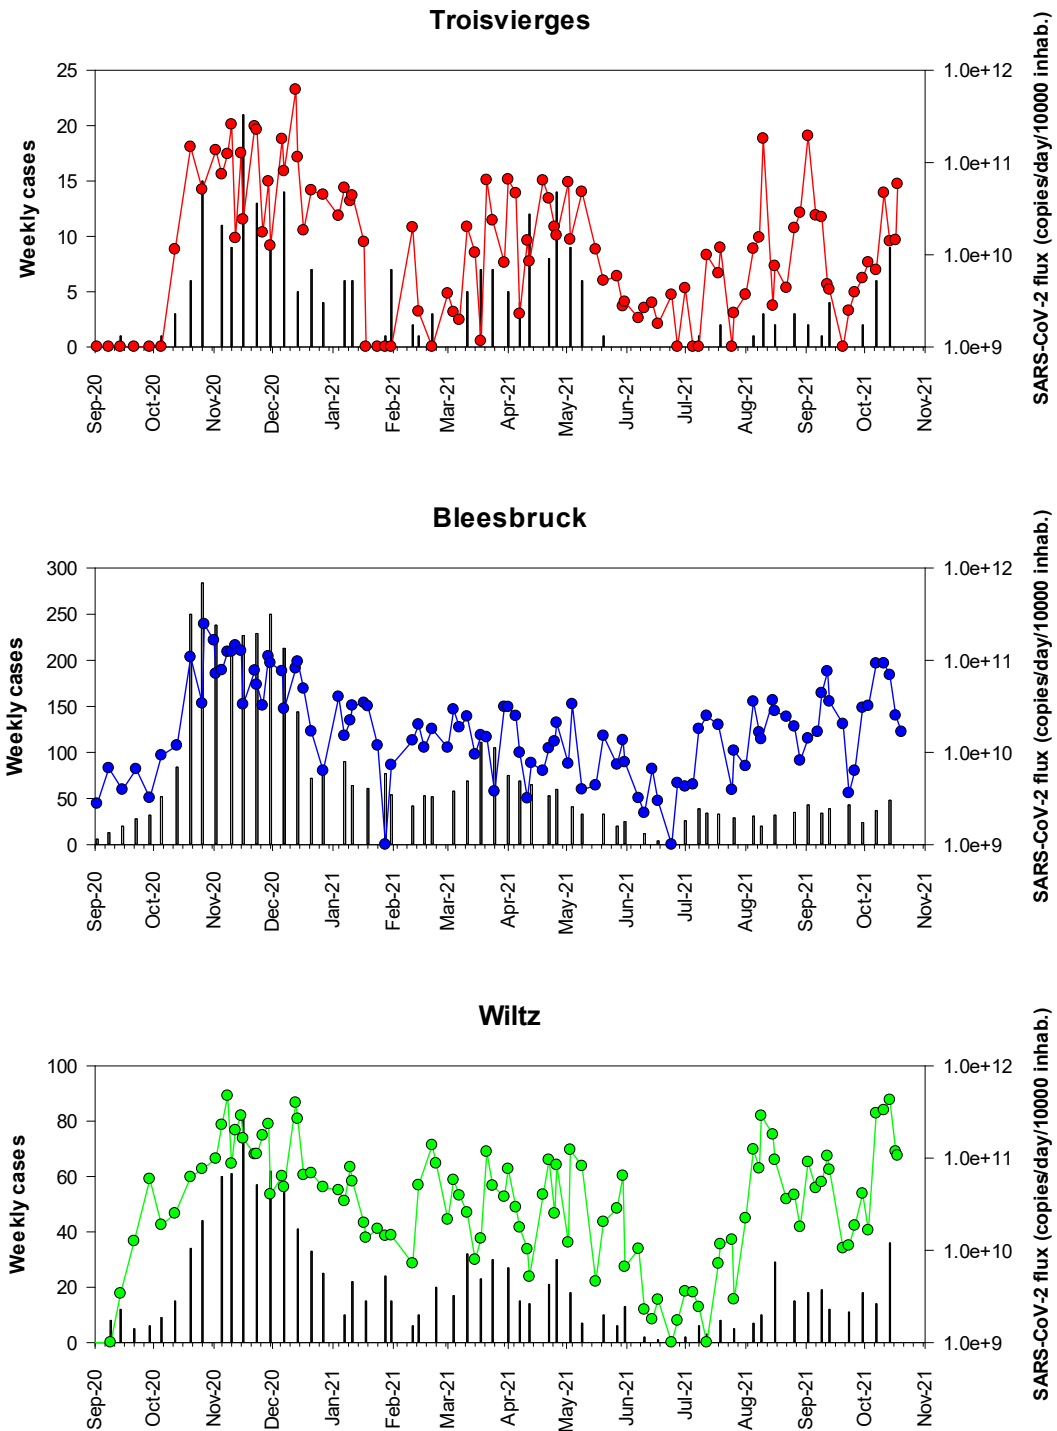 Troisvierges
Weekly cases
25
20
15
10
5
0
1.0e+12
1.0e+11
1.0e+10
1.0e+9
SARS-CoV-2 flux (copies/day/10000 inhab.)
Sep-20
Oct-20
Nov-20
Dec-20
Jan-21
Feb-21
Mar-21
Apr-21
May-21
Jun-21
Jul-21
Aug-21
Sep-21
Oct-21
Nov-21
Bleesbruck
Weekly cases
300
250
200
150
100
50
0
1.0e+12
1.0e+11
1.0e+10
1.0e+9
SARS-CoV-2 flux (copies/day/10000 inhab.)
Sep-20
Oct-20
Nov-20
Dec-20
Jan-21
Feb-21
Mar-21
Apr-21
May-21
Jun-21
Jul-21
Aug-21
Sep-21
Oct-21
Nov-21
Wiltz
Weekly cases
100
80
60
40
20
0
1.0e+12
1.0e+11
1.0e+10
1.0e+9
SARS-CoV-2 flux (copies/day/10000 inhab.)
Sep-20
Oct-20
Nov-20
Dec-20
Jan-21
Feb-21
Mar-21
Apr-21
May-21
Jun-21
Jul-21
Aug-21
Sep-21
Oct-21
Nov-21